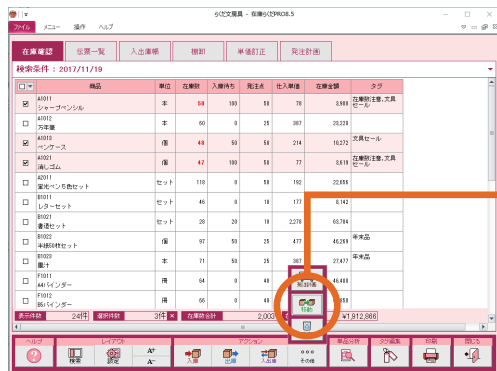 らくだ文房具 - 在庫らくだPRO8.5
ファイル メニュー 操作 ヘルプ
在庫確認 伝票一覧 入出庫帳 棚卸 単価訂正 発注計画
検索条件：2017/11/19
商品 単位 在庫数 入庫待ち 発注点 仕入単価 在庫金額 タグ
A1011
シャープペンシル 本 50 100 50 78 3,900 在庫数注意,文具セール
A1012
万年筆 本 60 0 25 387 23,220
A1013
ペンケース 個 48 50 50 214 10,272 文具セール
A1021
消しゴム 個 47 100 50 77 3,619 在庫数注意,文具セール
A2011
蛍光ペン5色セット セット 118 0 50 192 22,656
B1011
レターセット セット 46 0 10 177 8,142
B1021
書道セット セット 28 20 10 2,278 63,784
B1022
半紙50枚セット 個 97 50 25 477 46,269 年末品
B1023
墨汁 本 71 50 25 387 27,477 年末品
F1011
A4バインダー 冊 64 0 40 46,400
F1012
B5バインダー 冊 66 0 40
発注計画
移動
表示件数 24件 選択件数 3件 在庫数合計 2,003 ¥1,912,866
ヘルプ レイアウト アクション 単品分析 タグ編集 印刷 閉じる
検索 設定 A+ A− 入庫 出庫 入出庫 その他